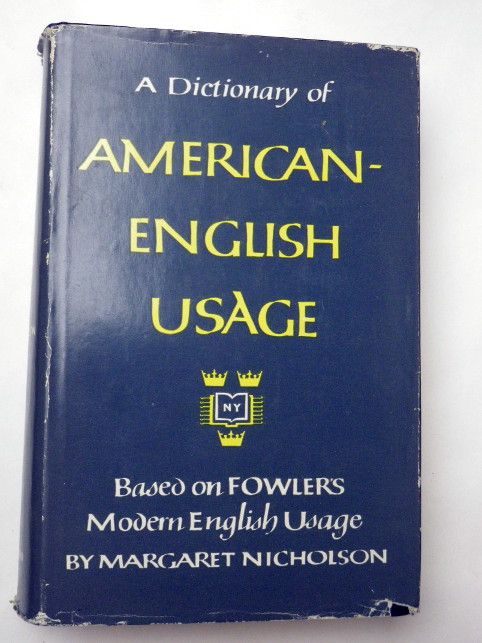 A Dictionary of
AMERICAN-
ENGLISH
USAGE
NY
Based on FOWLER'S
Modern English Usage
BY MARGARET NICHOLSON